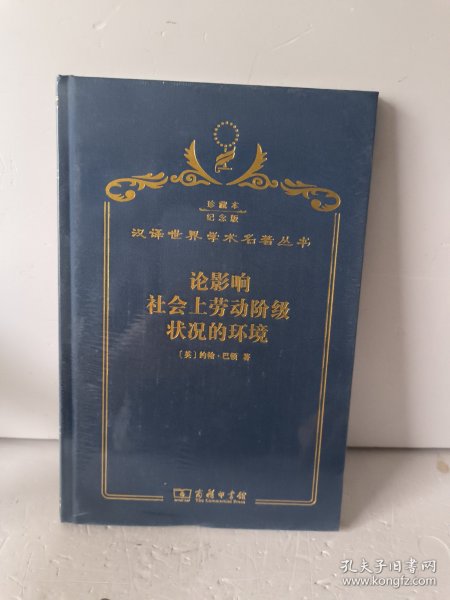 珍藏本
纪念版
汉译世界学术名著丛书
论影响
社会上劳动阶级
状况的环境
〔英〕约翰·巴顿 著
商务印书馆
The Commercial Press
孔夫子旧书网
www.kongfz.com